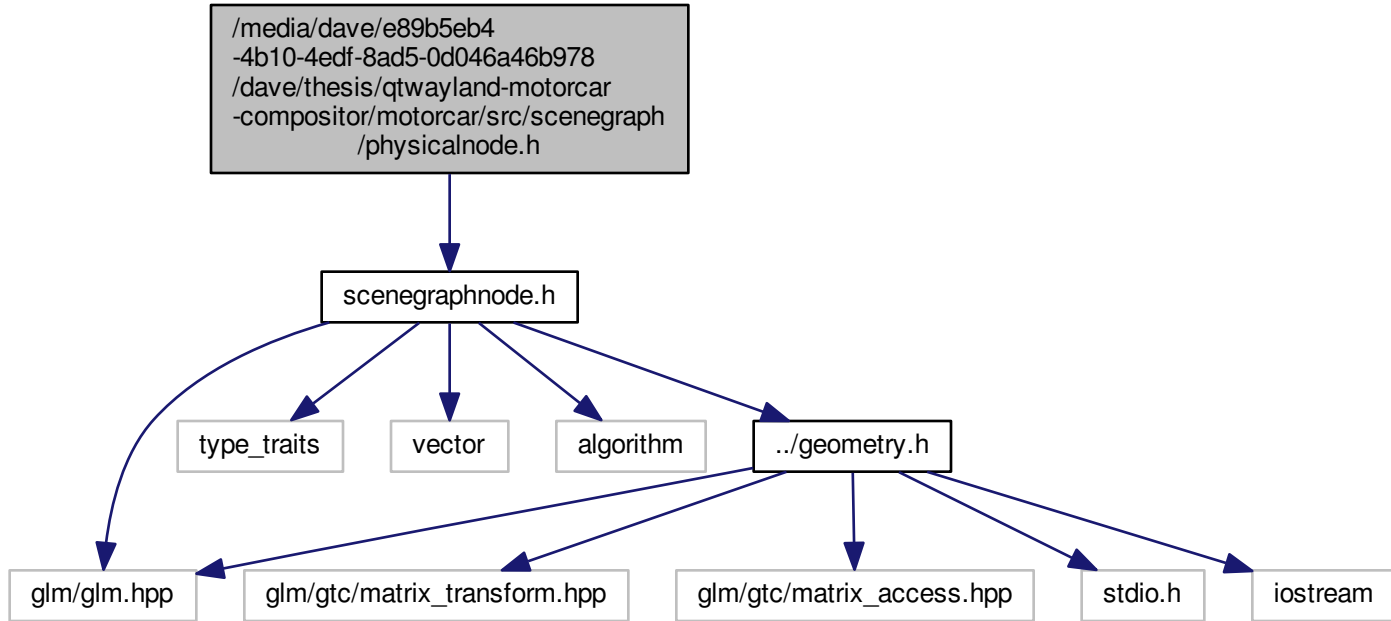 /media/dave/e89b5eb4
-4b10-4edf-8ad5-0d046a46b978
/dave/thesis/qtwayland-motorcar
-compositor/motorcar/src/scenegraph
/physicalnode.h
scenegraphnode.h
type_traits
vector
algorithm
../geometry.h
glm/glm.hpp
glm/gtc/matrix_transform.hpp
glm/gtc/matrix_access.hpp
stdio.h
iostream